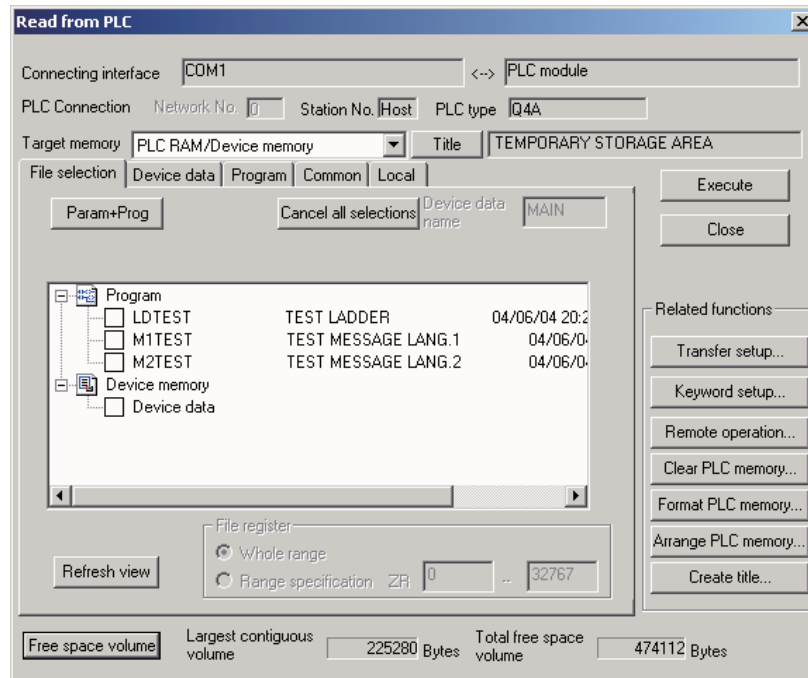 Read from PLC
Connecting interface COM1 <--> PLC module
PLC Connection Network No. 0 Station No. Host PLC type Q4A
Target memory PLC RAM/Device memory Title TEMPORARY STORAGE AREA
File selection Device data Program Common Local
Param+Prog Cancel all selections Device data name MAIN
Execute
Close
Program
LDTEST TEST LADDER 04/06/04 20:2
M1TEST TEST MESSAGE LANG.1 04/06/0
M2TEST TEST MESSAGE LANG.2 04/06/0
Device memory
Device data
Related functions
Transfer setup...
Keyword setup...
Remote operation...
Clear PLC memory...
Format PLC memory...
Arrange PLC memory...
Create title...
File register
Whole range
Range specification ZR 0 .. 32767
Refresh view
Free space volume Largest contiguous volume 225280 Bytes Total free space volume 474112 Bytes